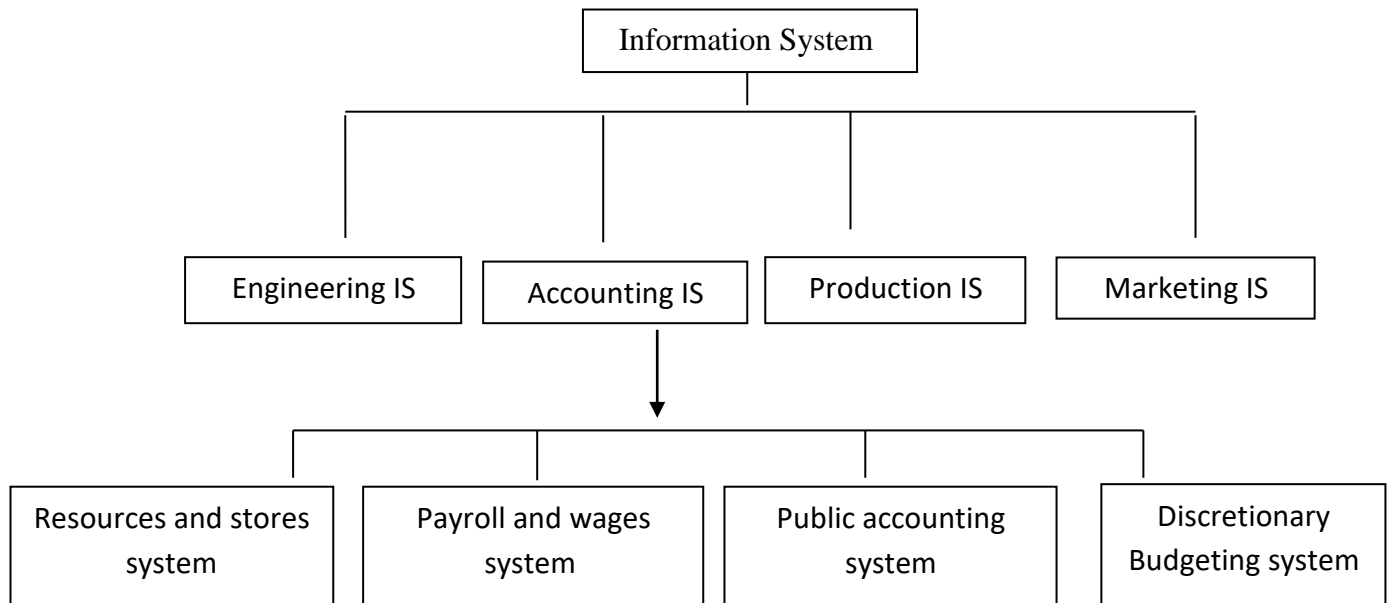 Information System
Engineering IS
Accounting IS
Production IS
Marketing IS
Resources and stores
system
Payroll and wages
system
Public accounting
system
Discretionary
Budgeting system